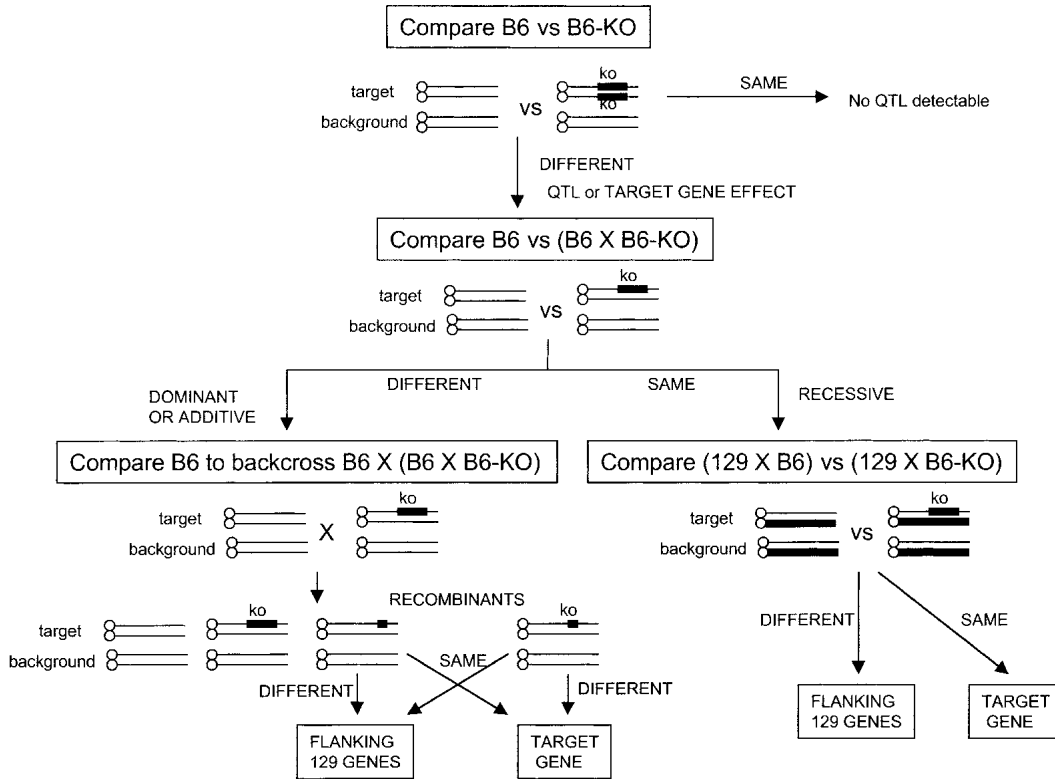 Compare B6 vs B6-KO
ko
target
SAME
VS
ko
No QTL detectable
background
DIFFERENT
QTL or TARGET GENE EFFECT
Compare B6 vs (B6 X B6-KO)
ko
target
VS
background
DIFFERENT
SAME
DOMINANT
OR ADDITIVE
RECESSIVE
Compare B6 to backcross B6 X (B6 X B6-KO)
Compare (129 X B6) vs (129 X B6-KO)
ko
target
X
background
ko
target
VS
background
RECOMBINANTS
ko
ko
target
background
SAME
DIFFERENT
DIFFERENT
DIFFERENT
SAME
FLANKING
129 GENES
TARGET
GENE
FLANKING
129 GENES
TARGET
GENE